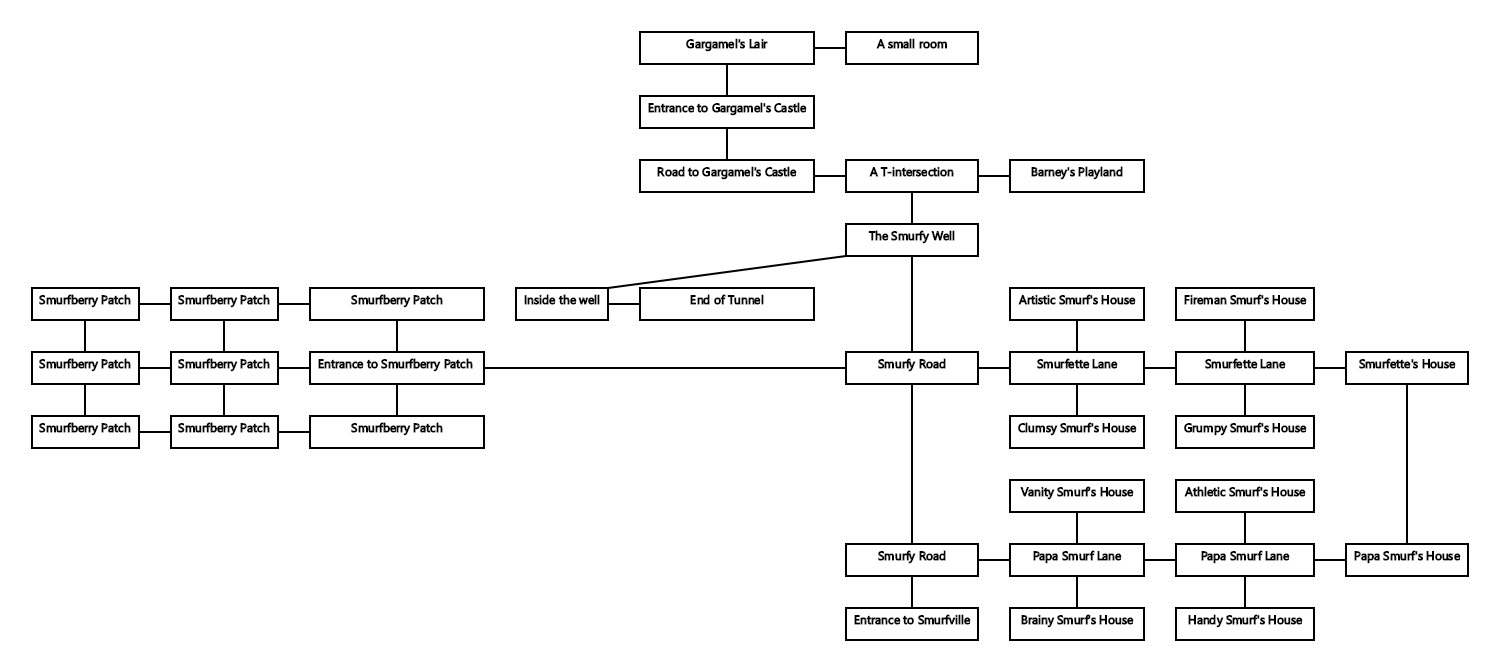 Gargamel's Lair
A small room
Entrance to Gargamel's Castle
Road to Gargamel's Castle
A T-intersection
Barney's Playland
The Smurfy Well
Smurfberry Patch
Smurfberry Patch
Smurfberry Patch
Inside the well
End of Tunnel
Artistic Smurf's House
Fireman Smurf's House
Smurfberry Patch
Smurfberry Patch
Entrance to Smurfberry Patch
Smurfy Road
Smurfette Lane
Smurfette Lane
Smurfette's House
Smurfberry Patch
Smurfberry Patch
Smurfberry Patch
Clumsy Smurf's House
Grumpy Smurf's House
Vanity Smurf's House
Athletic Smurf's House
Smurfy Road
Papa Smurf Lane
Papa Smurf Lane
Papa Smurf's House
Entrance to Smurfville
Brainy Smurf's House
Handy Smurf's House